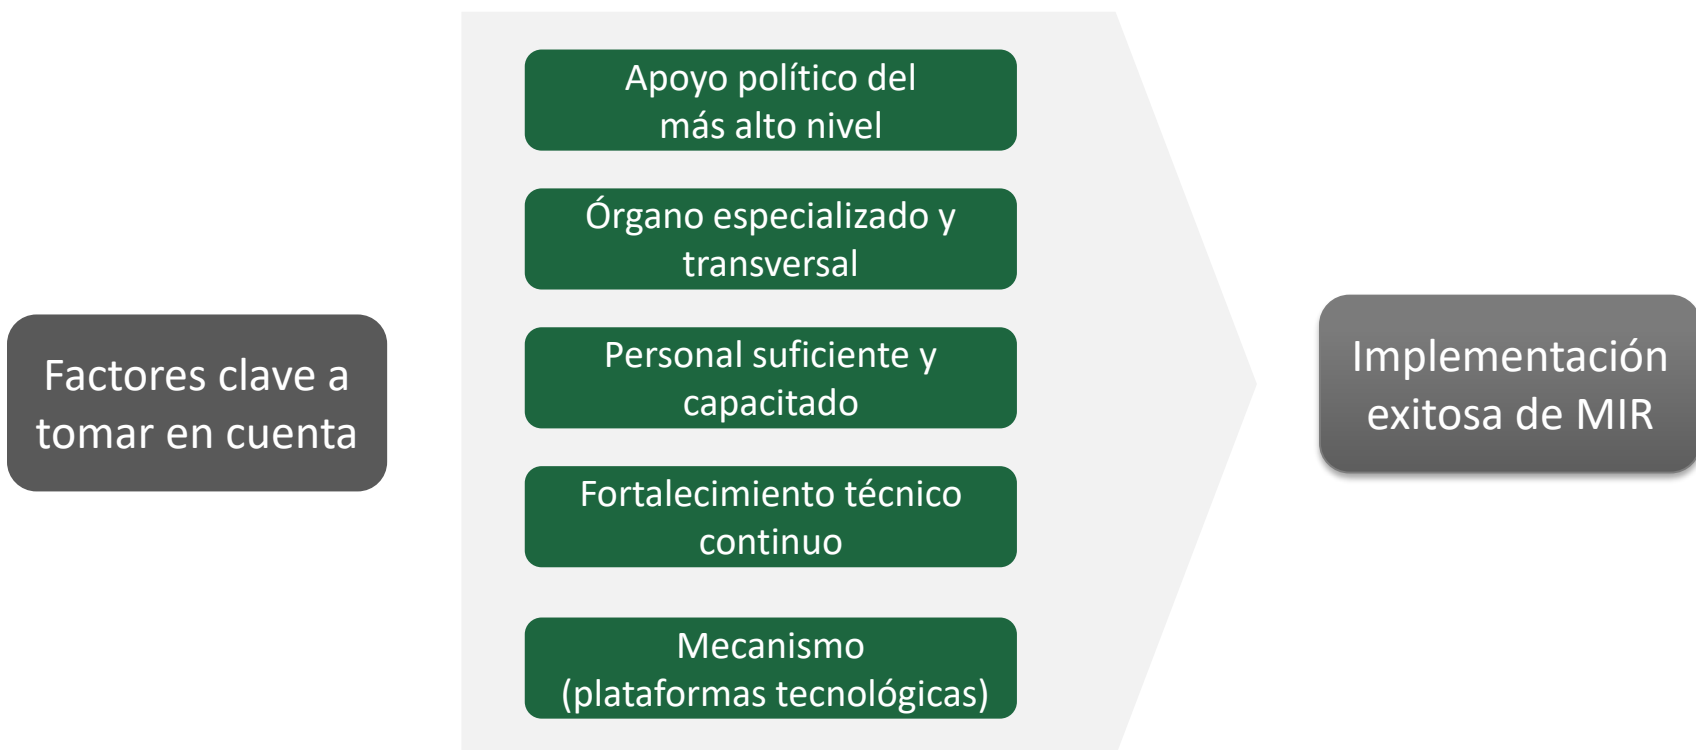 Factores clave a
tomar en cuenta
Apoyo político del
más alto nivel
Órgano especializado y
transversal
Personal suficiente y
capacitado
Fortalecimiento técnico
continuo
Mecanismo
(plataformas tecnológicas)
Implementación
exitosa de MIR